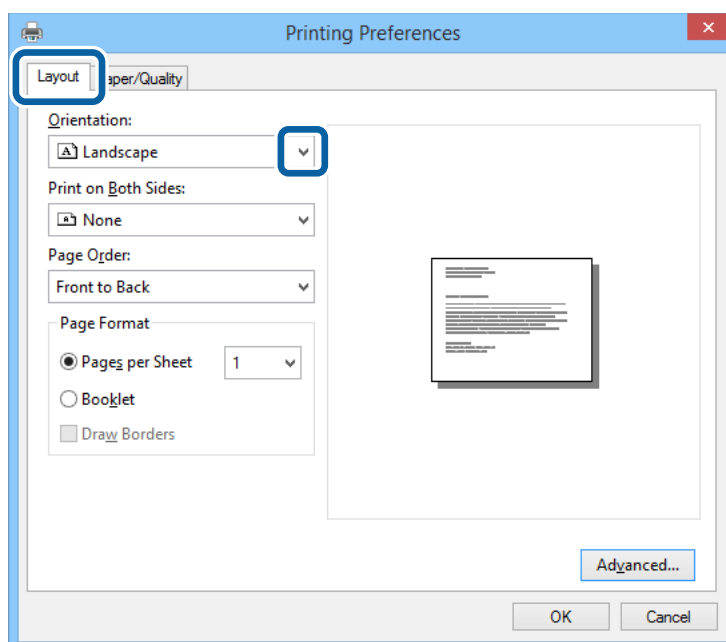 Printing Preferences
Layout
aper/Quality
Orientation:
Landscape
Print on Both Sides:
None
Page Order:
Front to Back
Page Format
Pages per Sheet 1
Booklet
Draw Borders
Advanced...
OK Cancel